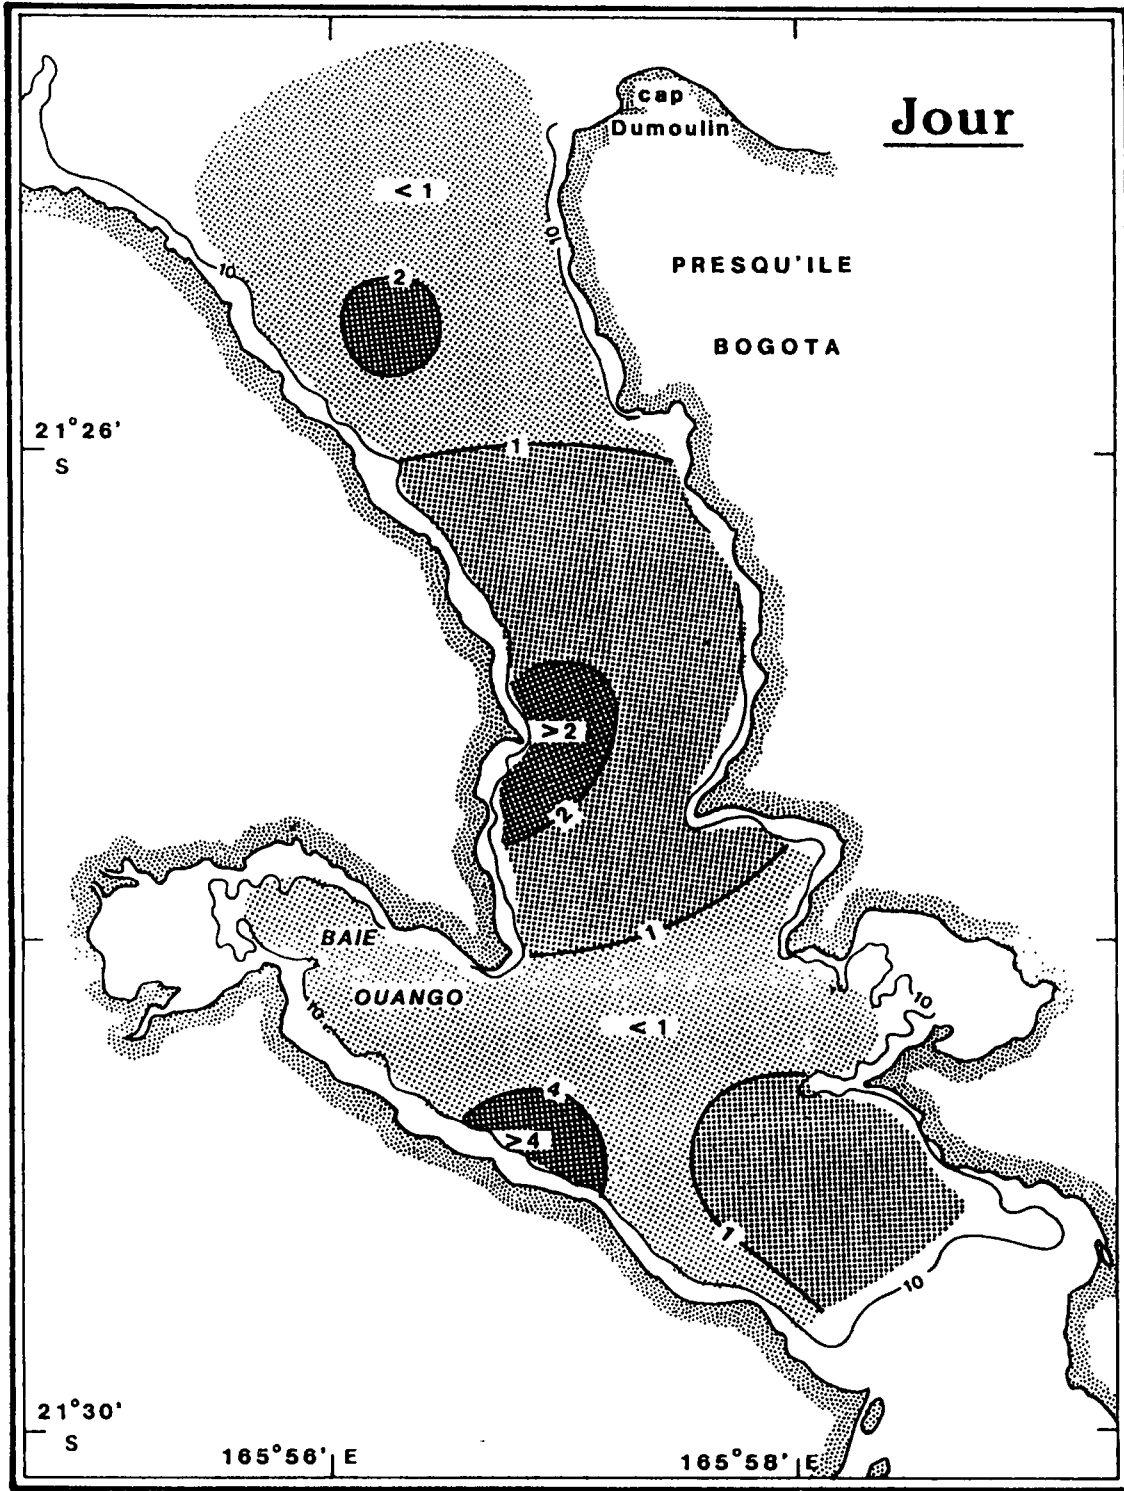 cap
Dumoulin
Jour
< 1
10
10
2
PRESQU'ILE
BOGOTA
21°26'
S
1
>2
2
1
BAIE
OUANGO
10
10
< 1
4
>4
1
10
21°30'
S
165°56' E
165°58' E